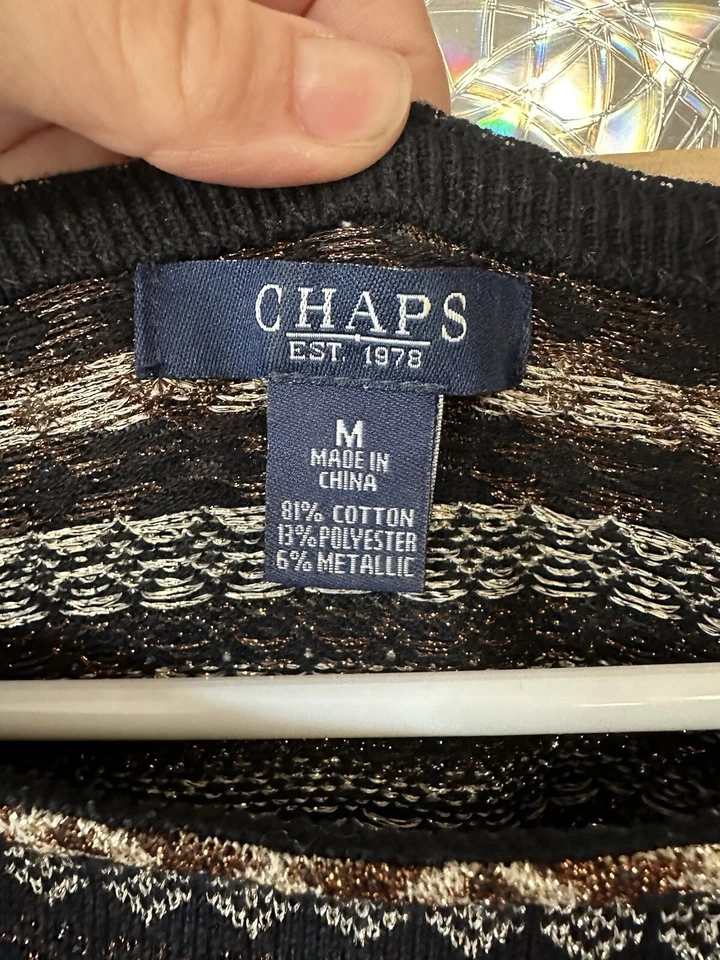 CHAPS
EST. 1978
M
MADE IN
CHINA
81% COTTON
13% POLYESTER
6% METALLIC